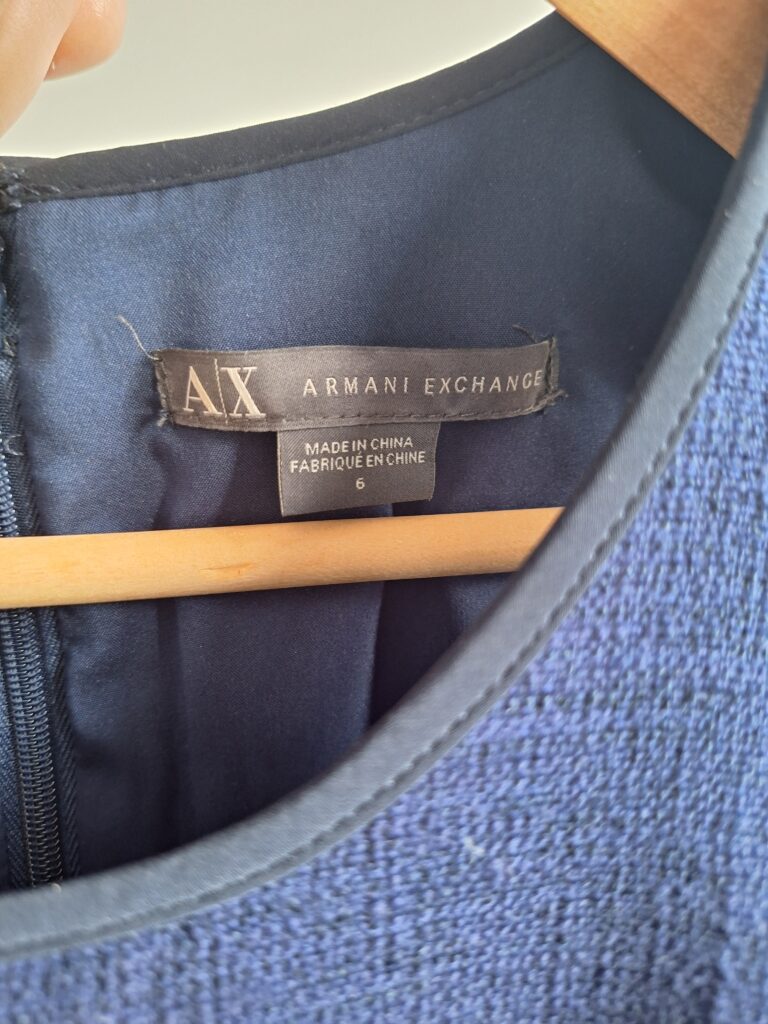 A|X ARMANI EXCHANGE
MADE IN CHINA
FABRIQUÉ EN CHINE
6